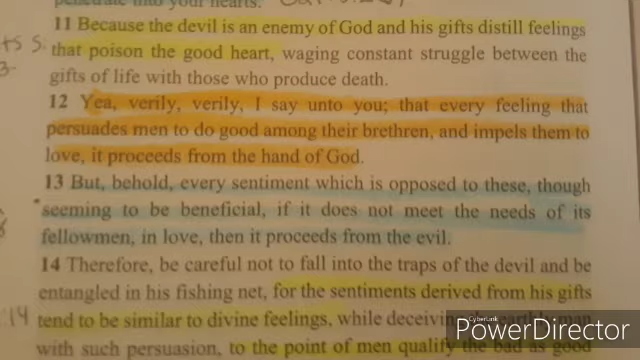 penetrate into your hearts.
11 Because the devil is an enemy of God and his gifts distill feelings
that poison the good heart, waging constant struggle between the
gifts of life with those who produce death.
12 Yea, verily, verily, I say unto you; that every feeling that
persuades men to do good among their brethren, and impels them to
love, it proceeds from the hand of God.
13 But, behold, every sentiment which is opposed to these, though
seeming to be beneficial, if it does not meet the needs of its
fellowmen, in love, then it proceeds from the evil.
14 Therefore, be careful not to fall into the traps of the devil and be
entangled in his fishing net, for the sentiments derived from his gifts
:14 tend to be similar to divine feelings, while deceiving man
with such persuasion, to the point of men qualify the bad as good
CyberLink
PowerDirector